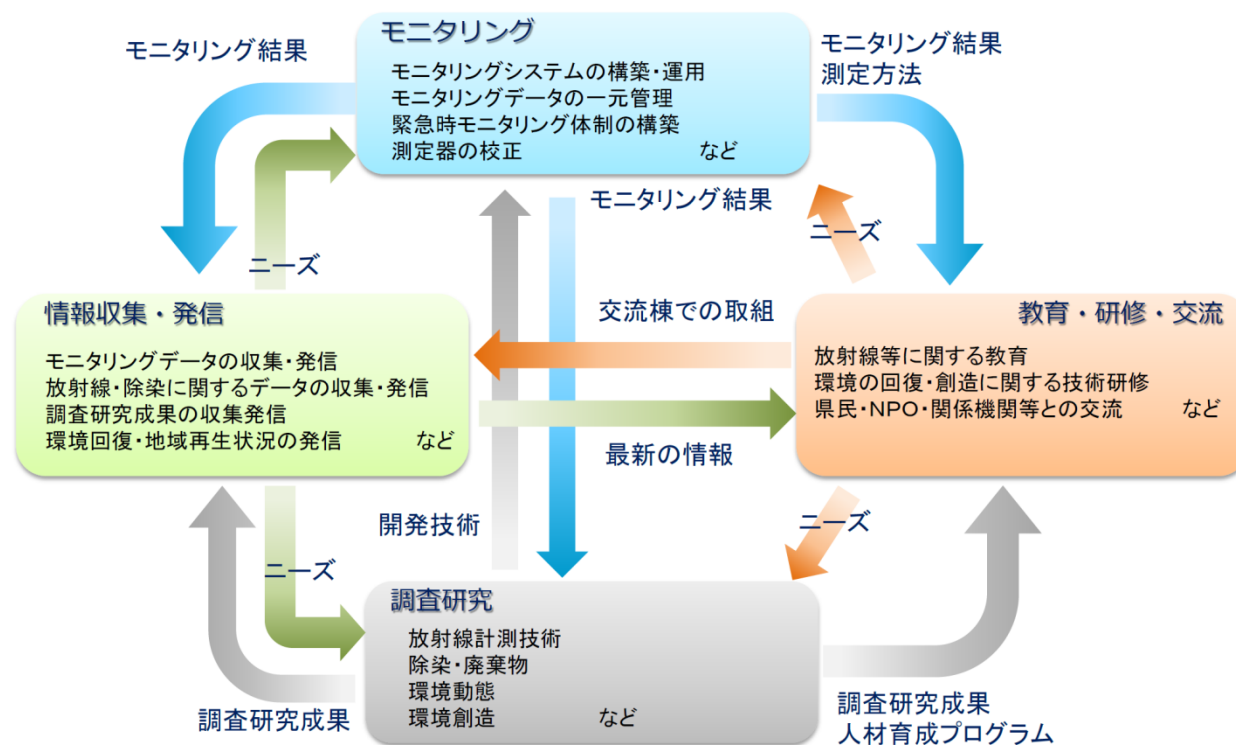 モニタリング
モニタリングシステムの構築・運用
モニタリングデータの一元管理
緊急時モニタリング体制の構築
測定器の校正 など
モニタリング結果
モニタリング結果
測定方法
モニタリング結果
ニーズ
ニーズ
情報収集・発信
モニタリングデータの収集・発信
放射線・除染に関するデータの収集・発信
調査研究成果の収集発信
環境回復・地域再生状況の発信 など
交流棟での取組
最新の情報
教育・研修・交流
放射線等に関する教育
環境の回復・創造に関する技術研修
県民・NPO・関係機関等との交流 など
開発技術
ニーズ
ニーズ
調査研究
放射線計測技術
除染・廃棄物
環境動態
環境創造 など
調査研究成果
調査研究成果
人材育成プログラム